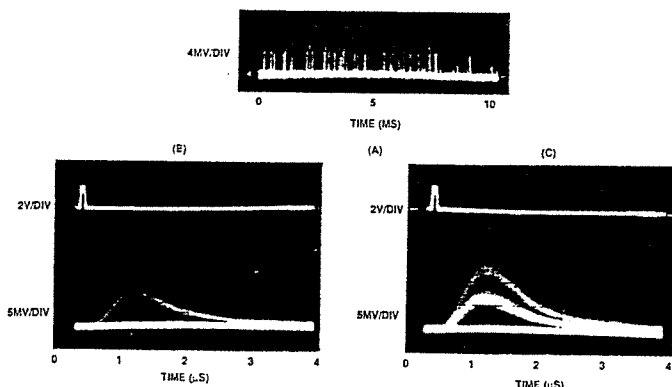 4MV/DIV
0 5 10
TIME (MS)
(B) (A) (C)
2V/DIV
5MV/DIV
0 1 2 3 4
TIME (μS)
2V/DIV
5MV/DIV
0 1 2 3 4
TIME (μS)